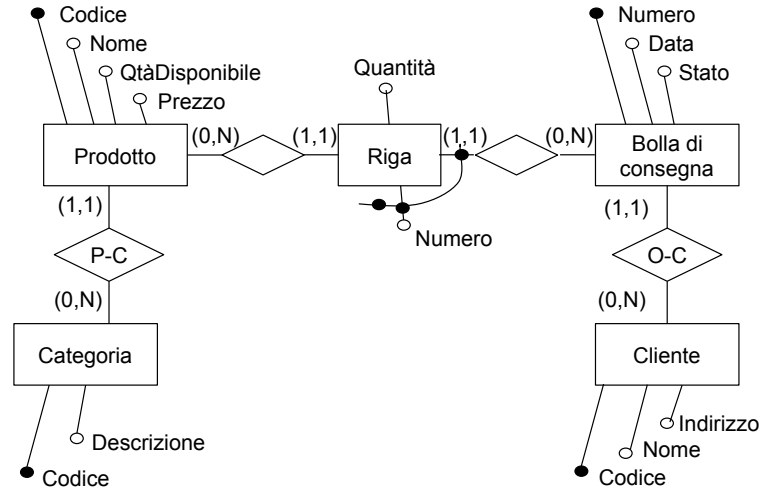 Codice
Nome
QtàDisponibile
Prezzo
Numero
Data
Stato
Quantità
(0,N)
(1,1)
(1,1)
(0,N)
Prodotto
Riga
Bolla di
consegna
(1,1)
(1,1)
Numero
P-C
O-C
(0,N)
(0,N)
Categoria
Cliente
Descrizione
Codice
Indirizzo
Nome
Codice